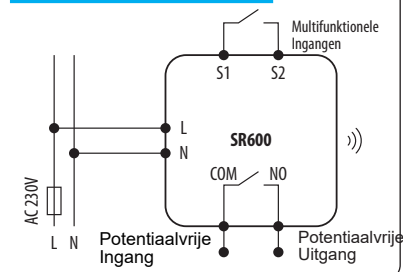 Multifunktionele
Ingangen
S1 S2
L
SR600
N
COM NO
AC 230V
L N
Potentiaalvrije
Ingang
Potentiaalvrije
Uitgang